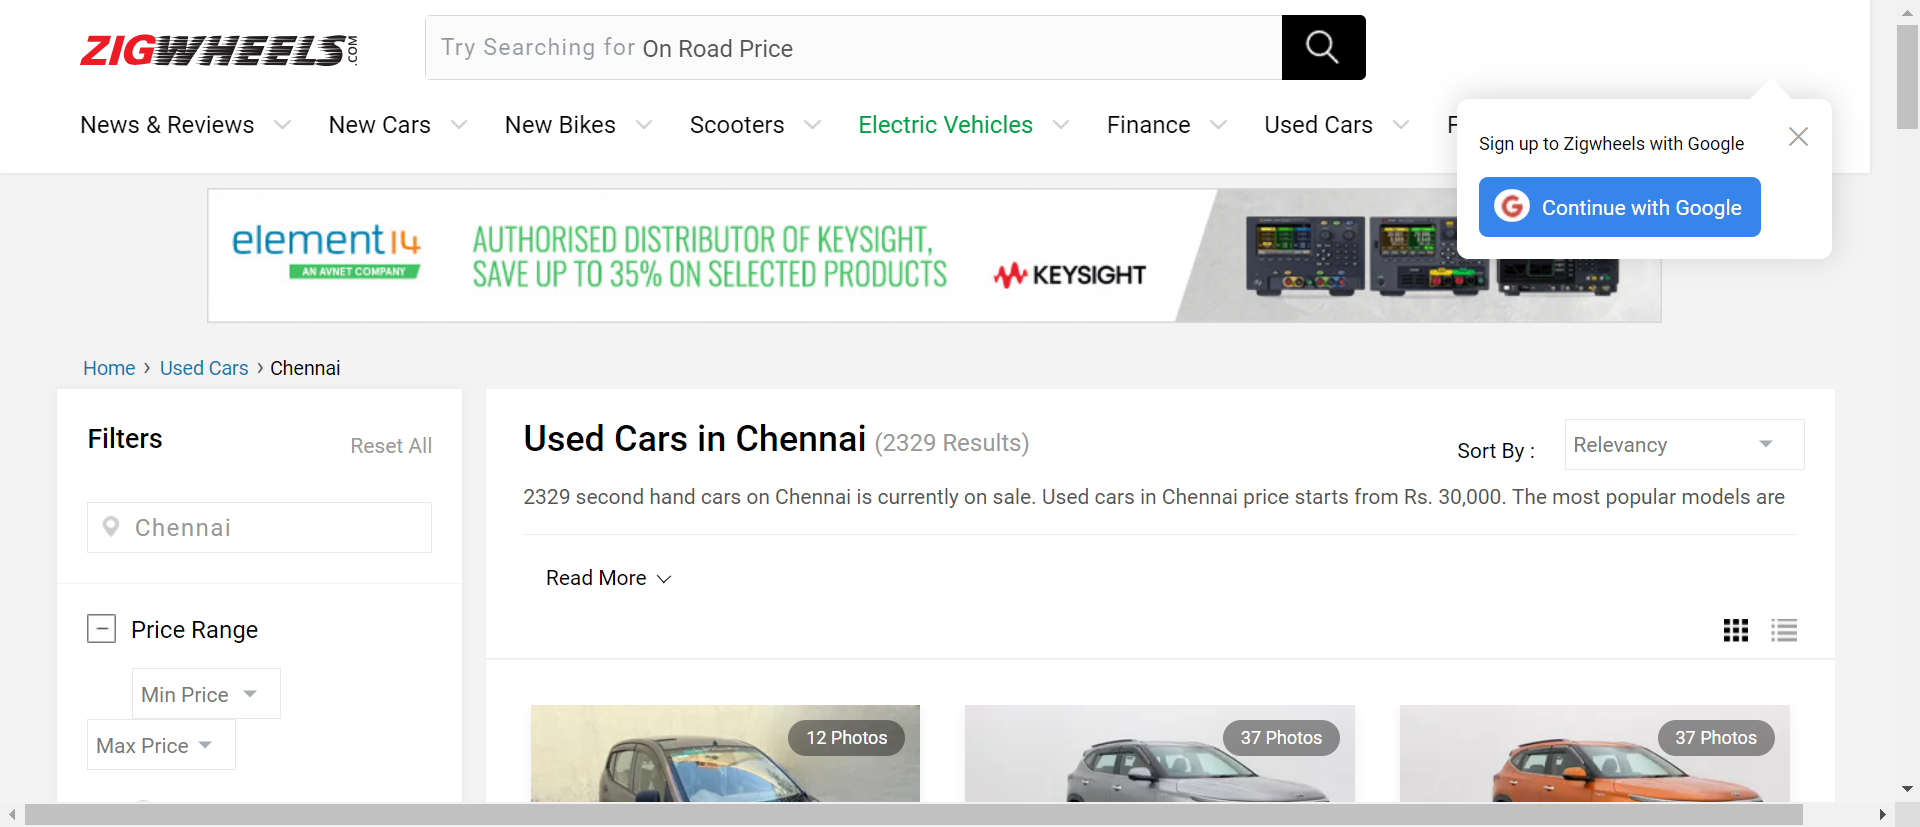 ZIGWHEELS.COM
Try Searching for On Road Price
News & Reviews New Cars New Bikes Scooters Electric Vehicles Finance Used Cars F
Sign up to Zigwheels with Google
G Continue with Google
element14
AN AVNET COMPANY
AUTHORISED DISTRIBUTOR OF KEYSIGHT,
SAVE UP TO 35% ON SELECTED PRODUCTS
KEYSIGHT
Home › Used Cars › Chennai
Filters
Reset All
Chennai
Price Range
Min Price
Max Price
Used Cars in Chennai (2329 Results)
Sort By : Relevancy
2329 second hand cars on Chennai is currently on sale. Used cars in Chennai price starts from Rs. 30,000. The most popular models are
Read More
12 Photos
37 Photos
37 Photos